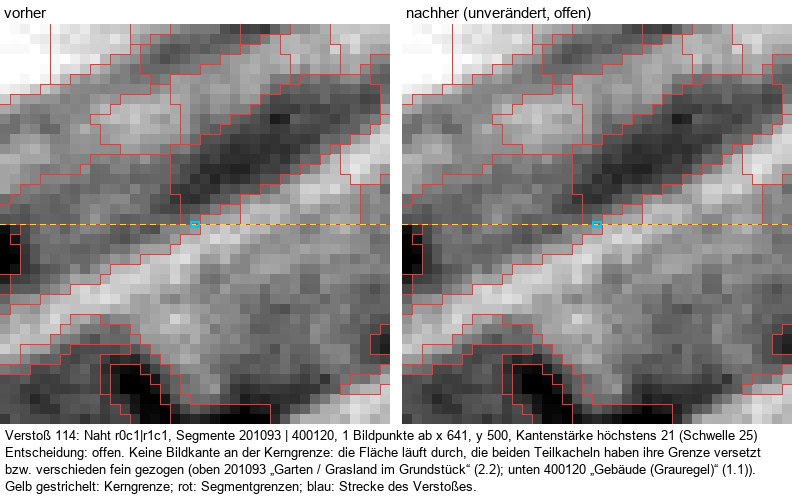 vorher
nachher (unverändert, offen)
Verstoß 114: Naht r0c1|r1c1, Segmente 201093 | 400120, 1 Bildpunkte ab x 641, y 500, Kantenstärke höchstens 21 (Schwelle 25)
Entscheidung: offen. Keine Bildkante an der Kerngrenze: die Fläche läuft durch, die beiden Teilkacheln haben ihre Grenze versetzt
bzw. verschieden fein gezogen (oben 201093 „Garten / Grasland im Grundstück“ (2.2); unten 400120 „Gebäude (Grauregel)“ (1.1)).
Gelb gestrichelt: Kerngrenze; rot: Segmentgrenzen; blau: Strecke des Verstoßes.